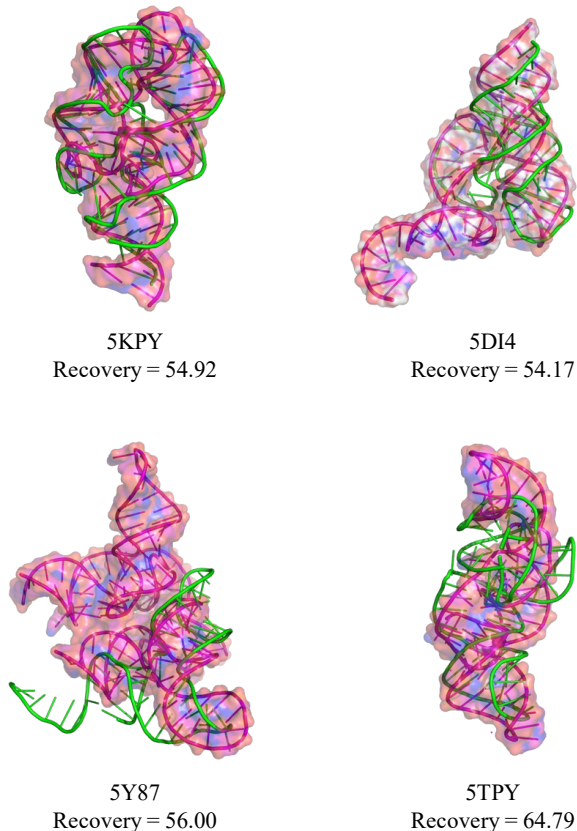 5KPY
Recovery = 54.92
5DI4
Recovery = 54.17
5Y87
Recovery = 56.00
5TPY
Recovery = 64.79